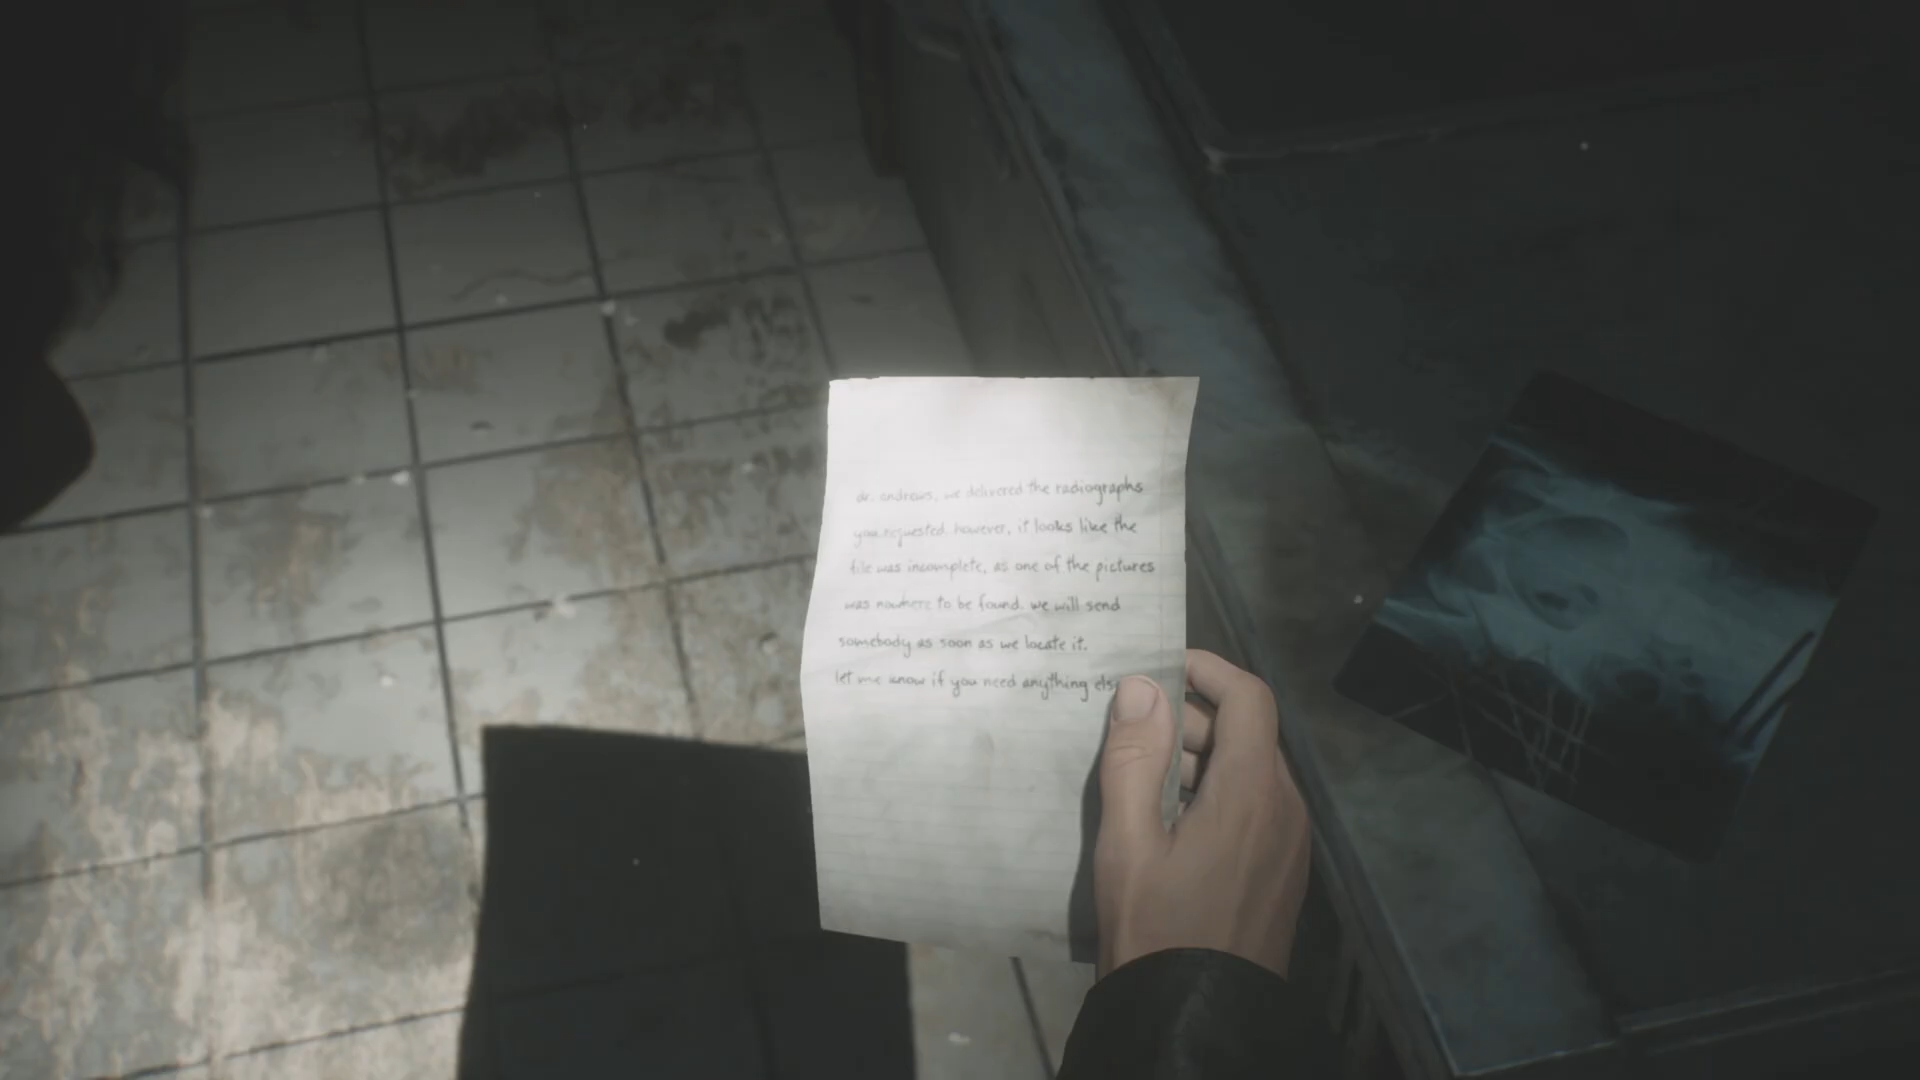 dr. andrews, we delivered the radiographs
you requested. however, it looks like the
file was incomplete, as one of the pictures
was nowhere to be found. we will send
somebody as soon as we locate it.
let me know if you need anything else